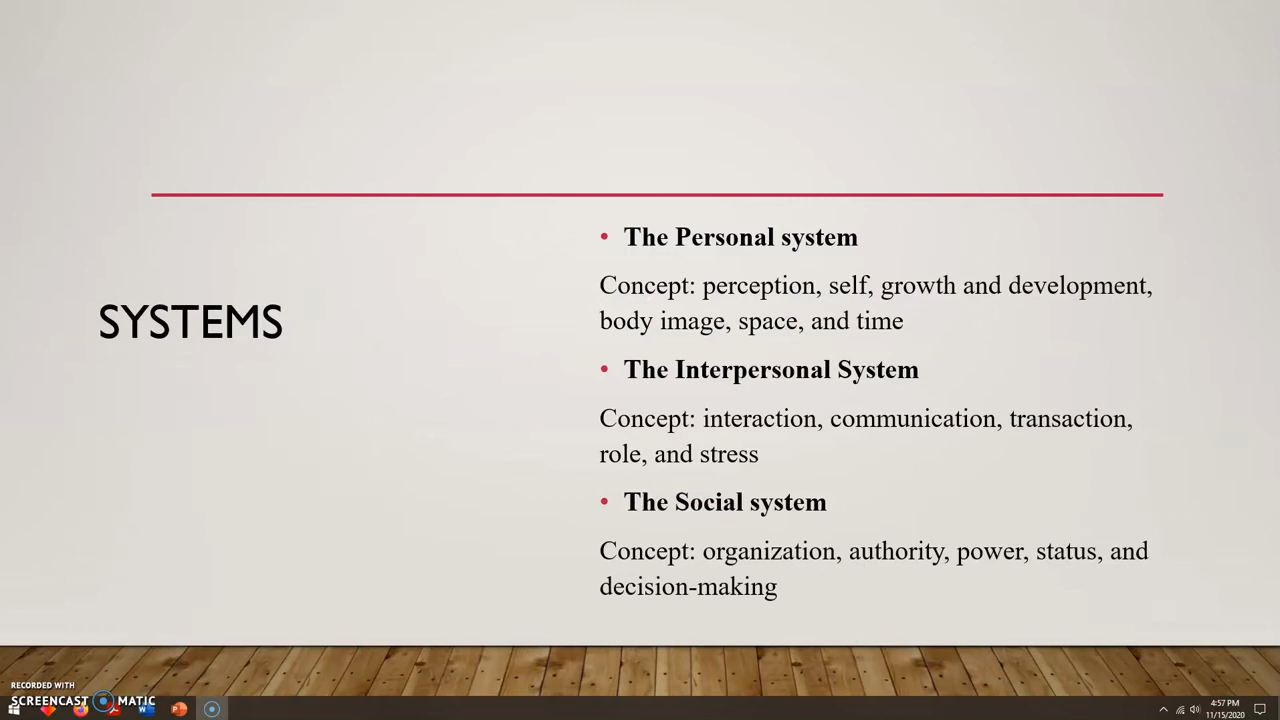 SYSTEMS
• The Personal system
Concept: perception, self, growth and development,
body image, space, and time
• The Interpersonal System
Concept: interaction, communication, transaction,
role, and stress
• The Social system
Concept: organization, authority, power, status, and
decision-making
RECORDED WITH
SCREENCAST MATIC
4:57 PM
11/15/2020